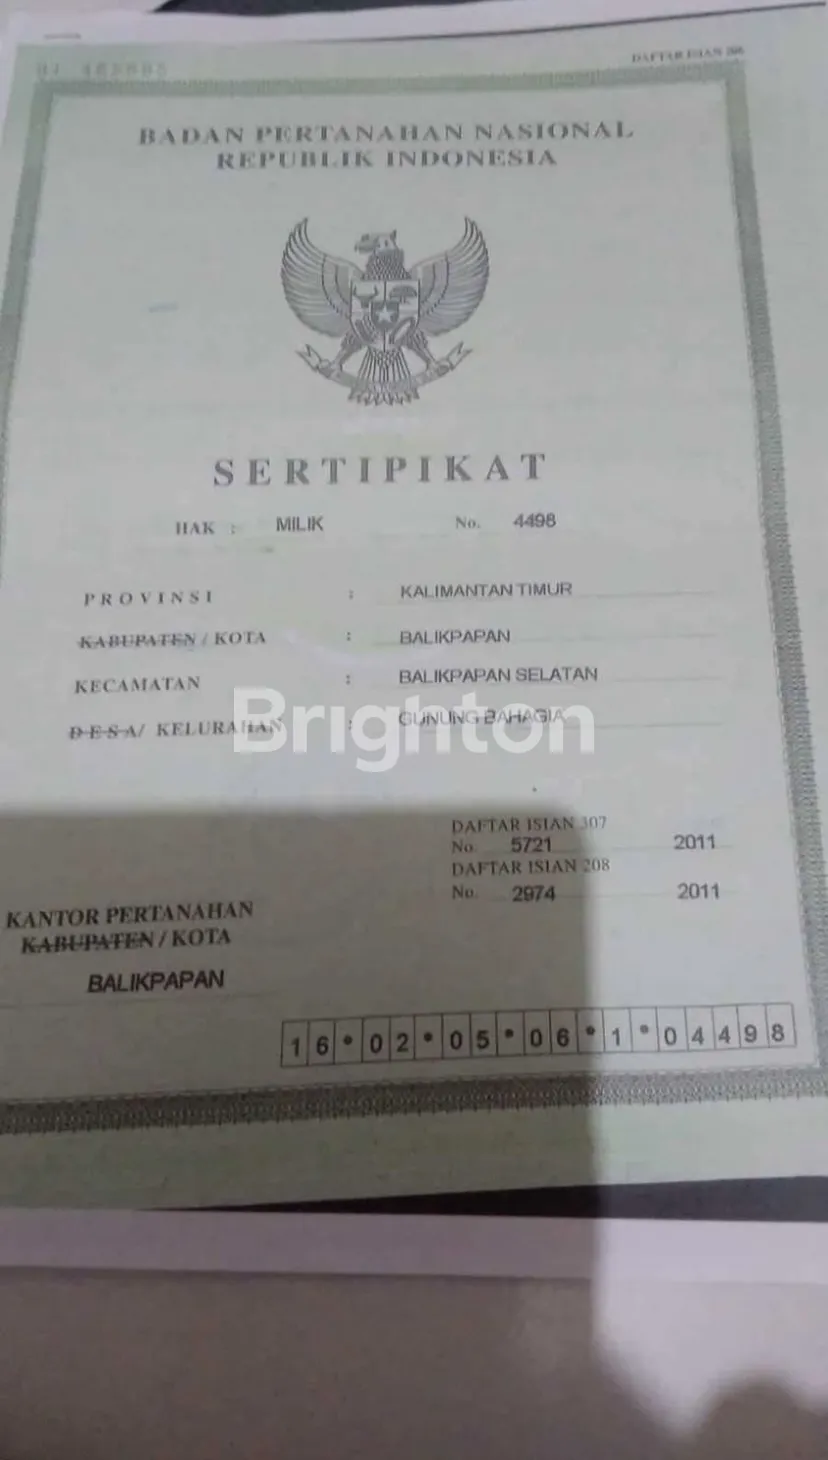 DAFTAR ISIAN 206
BADAN PERTANAHAN NASIONAL
REPUBLIK INDONESIA
SERTIPIKAT
HAK : MILIK No. 4498
PROVINSI : KALIMANTAN TIMUR
KABUPATEN / KOTA : BALIKPAPAN
KECAMATAN : BALIKPAPAN SELATAN
DESA/ KELURAHAN : GUNUNG BAHAGIA
Brighton
DAFTAR ISIAN 307
No. 5721 2011
DAFTAR ISIAN 208
No. 2974 2011
KANTOR PERTANAHAN
KABUPATEN / KOTA
BALIKPAPAN
16•02•05•06•1•04498